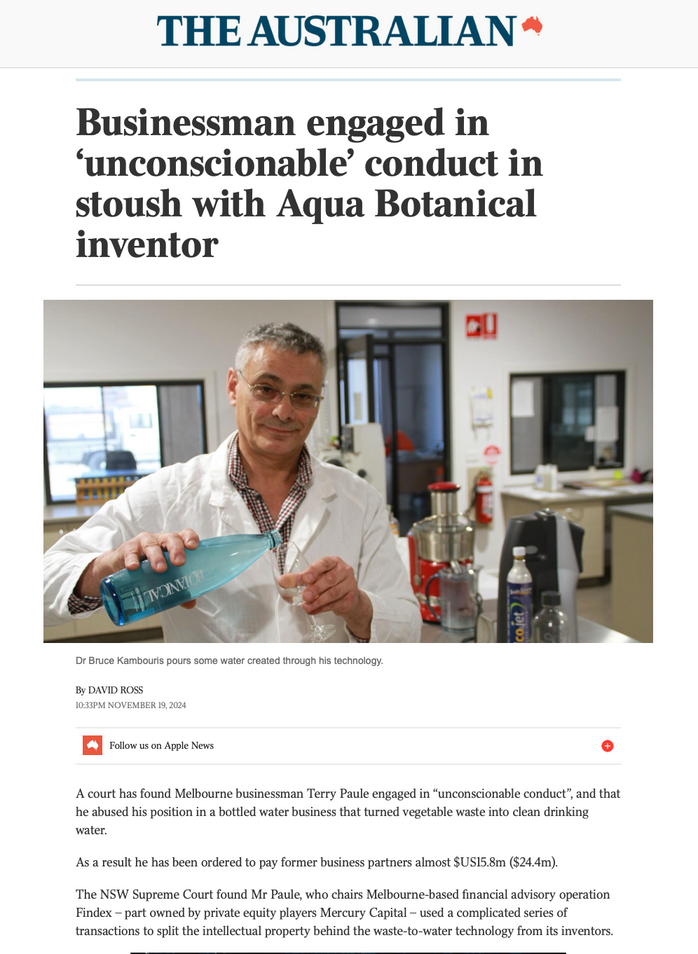 THE AUSTRALIAN
Businessman engaged in
‘unconscionable’ conduct in
stoush with Aqua Botanical
inventor
BOTANICAL
Dr Bruce Kambouris pours some water created through his technology.
By DAVID ROSS
10:33PM NOVEMBER 19, 2024
Follow us on Apple News
A court has found Melbourne businessman Terry Paule engaged in “unconscionable conduct”, and that
he abused his position in a bottled water business that turned vegetable waste into clean drinking
water.
As a result he has been ordered to pay former business partners almost $US15.8m ($24.4m).
The NSW Supreme Court found Mr Paule, who chairs Melbourne-based financial advisory operation
Findex – part owned by private equity players Mercury Capital – used a complicated series of
transactions to split the intellectual property behind the waste-to-water technology from its inventors.